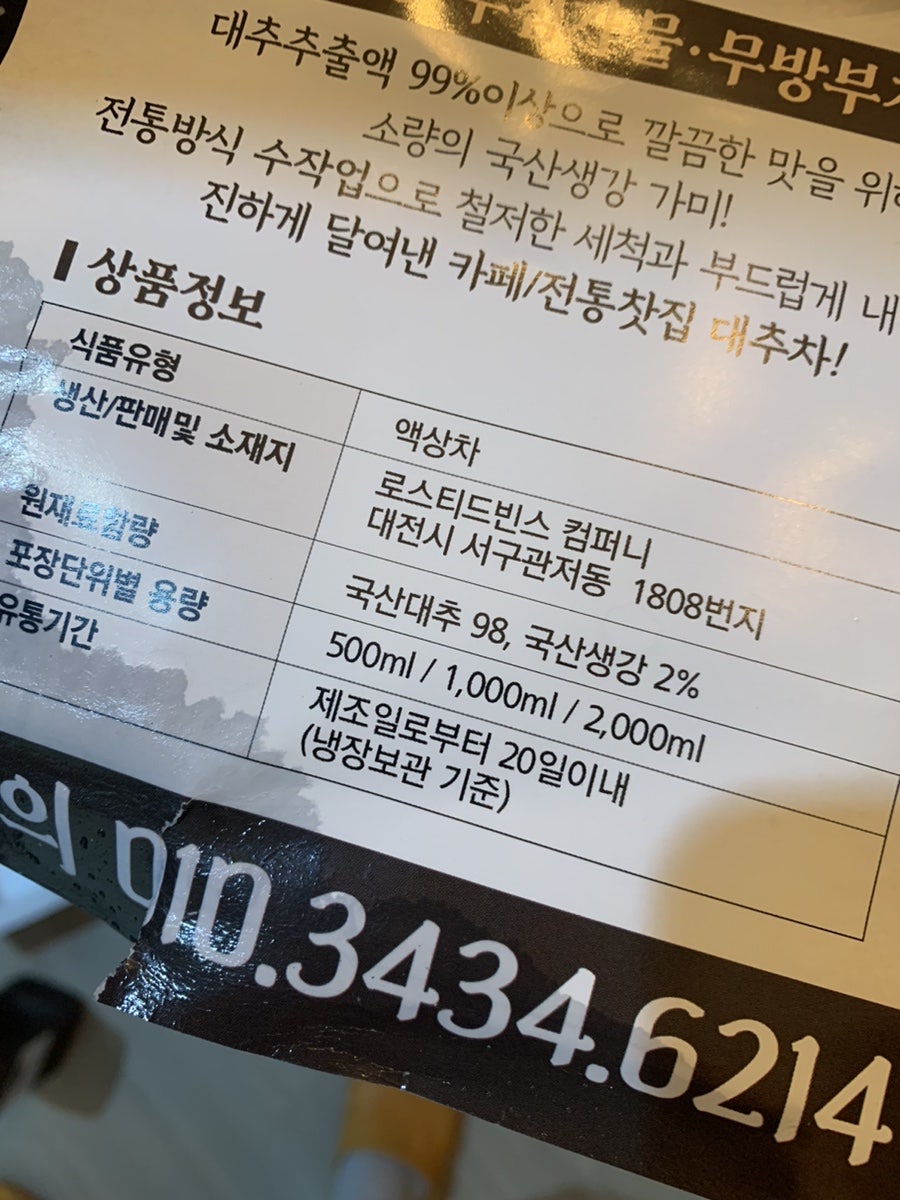 물·무방부
대추추출액 99%이상으로 깔끔한 맛을 위해
소량의 국산생강 가미!
전통방식 수작업으로 철저한 세척과 부드럽게 내
진하게 달여낸 카페/전통찻집 대추차!
상품정보
식품유형 액상차
생산/판매및 소재지 로스티드빈스 컴퍼니
대전시 서구관저동 1808번지
원재료함량 국산대추 98, 국산생강 2%
포장단위별 용량 500ml / 1,000ml / 2,000ml
유통기간 제조일로부터 20일이내
(냉장보관 기준)
의 010.3434.6214